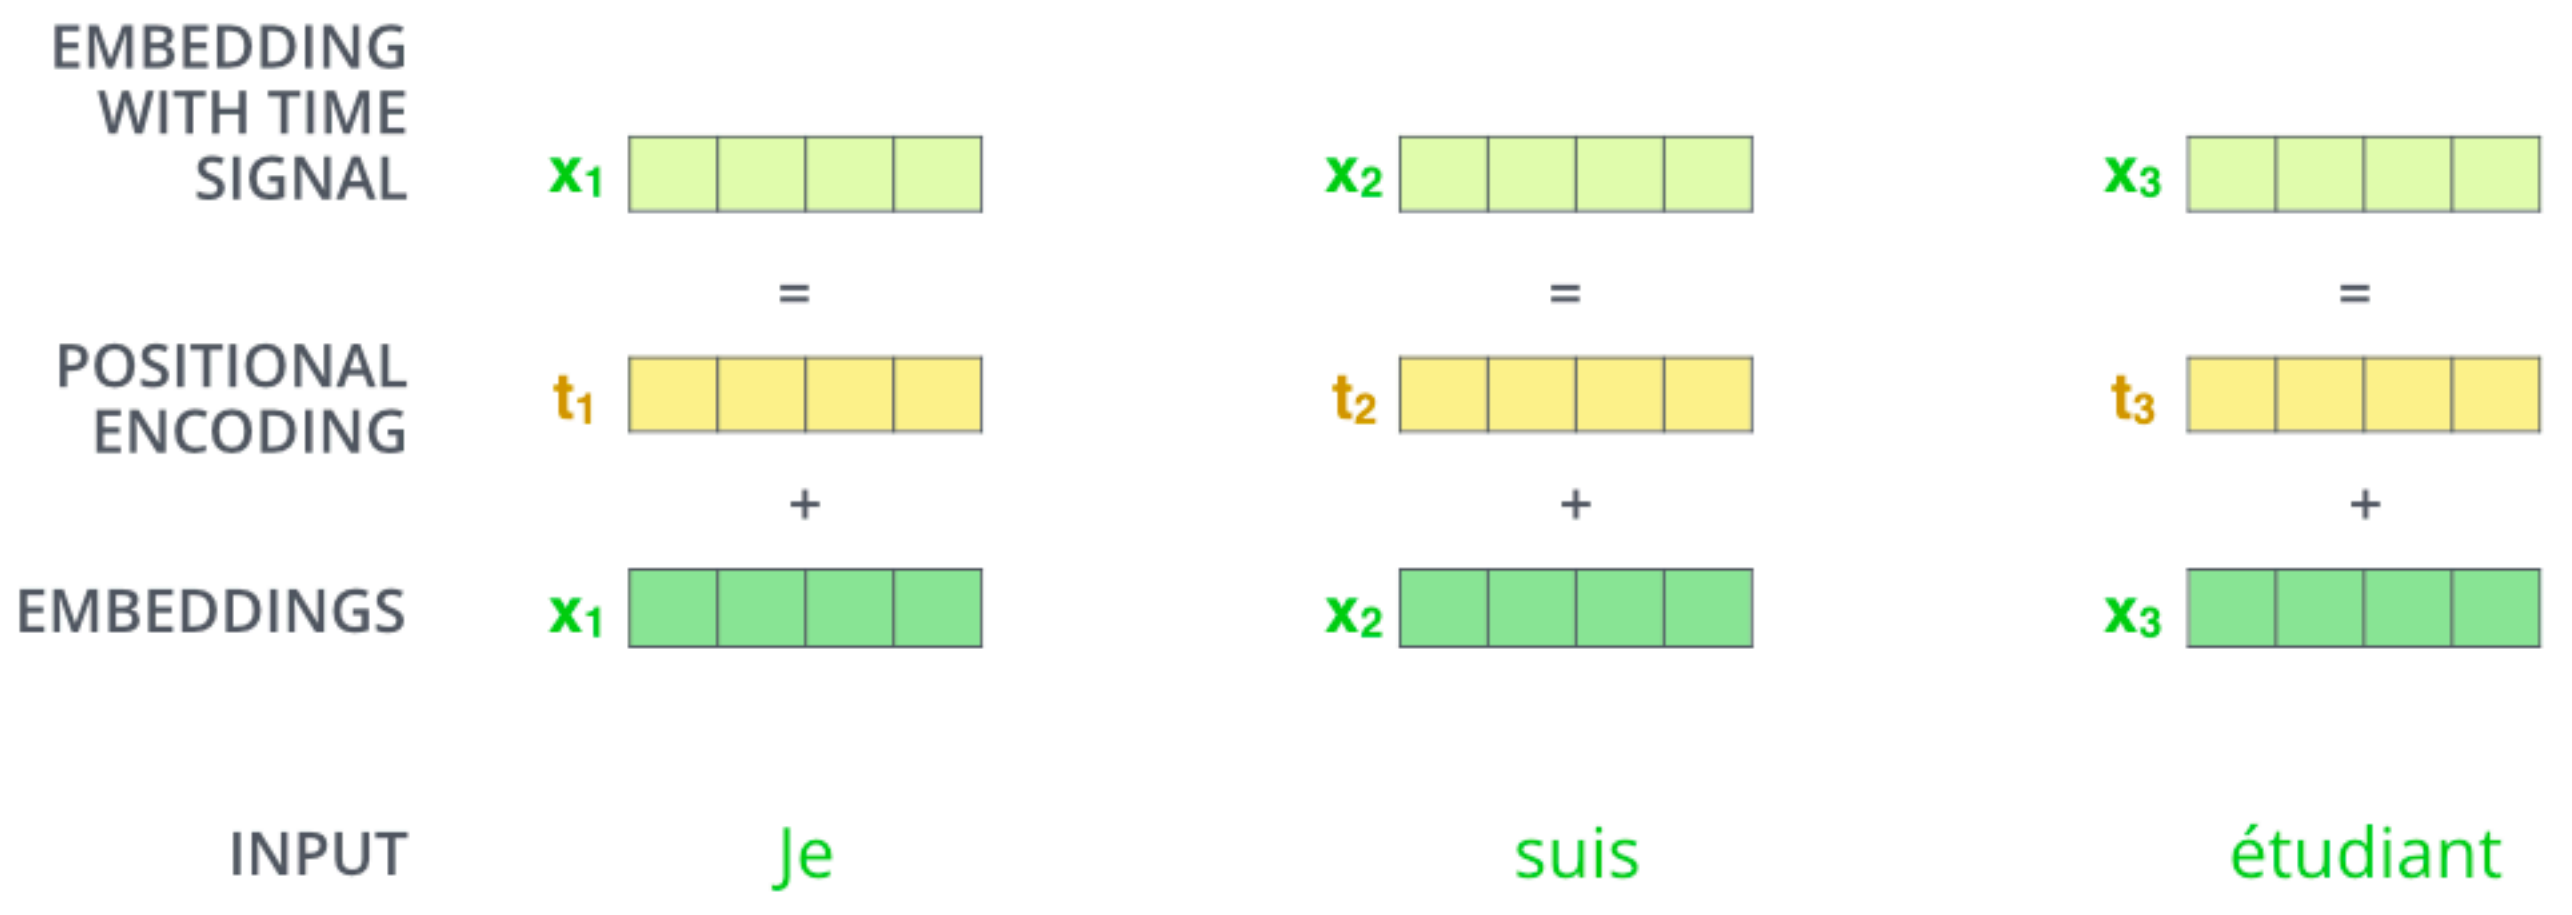 EMBEDDING
WITH TIME
SIGNAL
x1
x2
x3
=
=
=
POSITIONAL
ENCODING
t1
t2
t3
+
+
+
EMBEDDINGS
x1
x2
x3
INPUT
Je
suis
étudiant